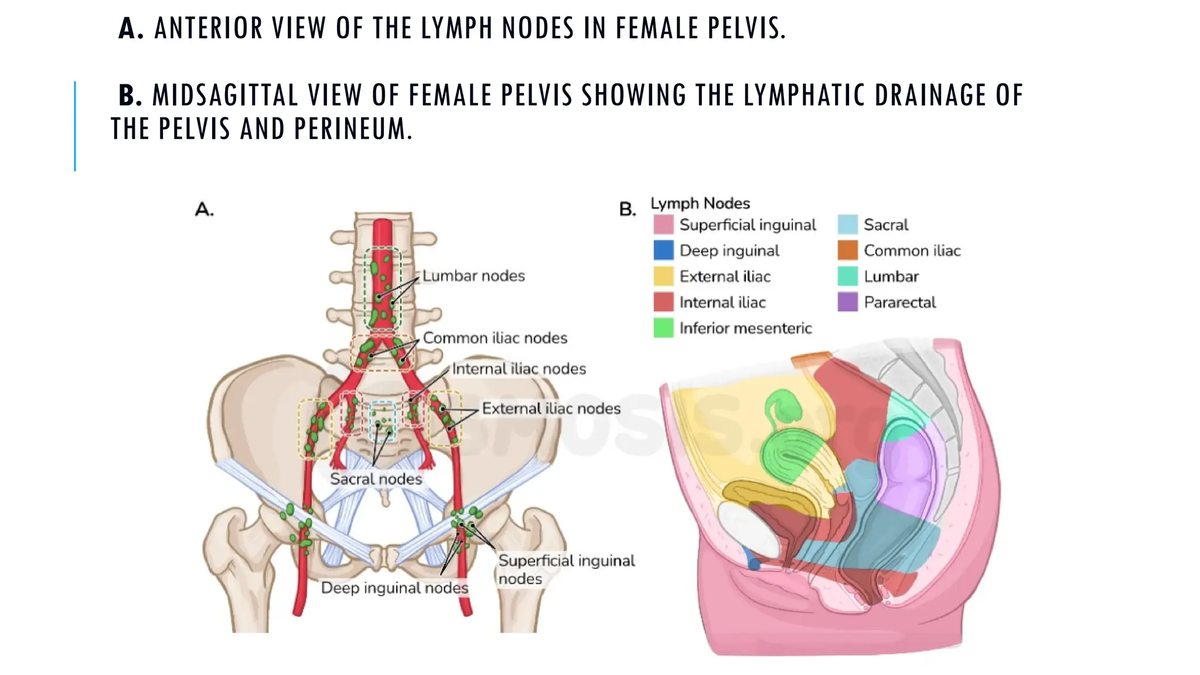 A. ANTERIOR VIEW OF THE LYMPH NODES IN FEMALE PELVIS.
B. MIDSAGITTAL VIEW OF FEMALE PELVIS SHOWING THE LYMPHATIC DRAINAGE OF
THE PELVIS AND PERINEUM.
A.
Lumbar nodes
Common iliac nodes
Internal iliac nodes
External iliac nodes
Sacral nodes
Superficial inguinal
nodes
Deep inguinal nodes
B.
Lymph Nodes
Superficial inguinal
Deep inguinal
External iliac
Internal iliac
Inferior mesenteric
Sacral
Common iliac
Lumbar
Pararectal